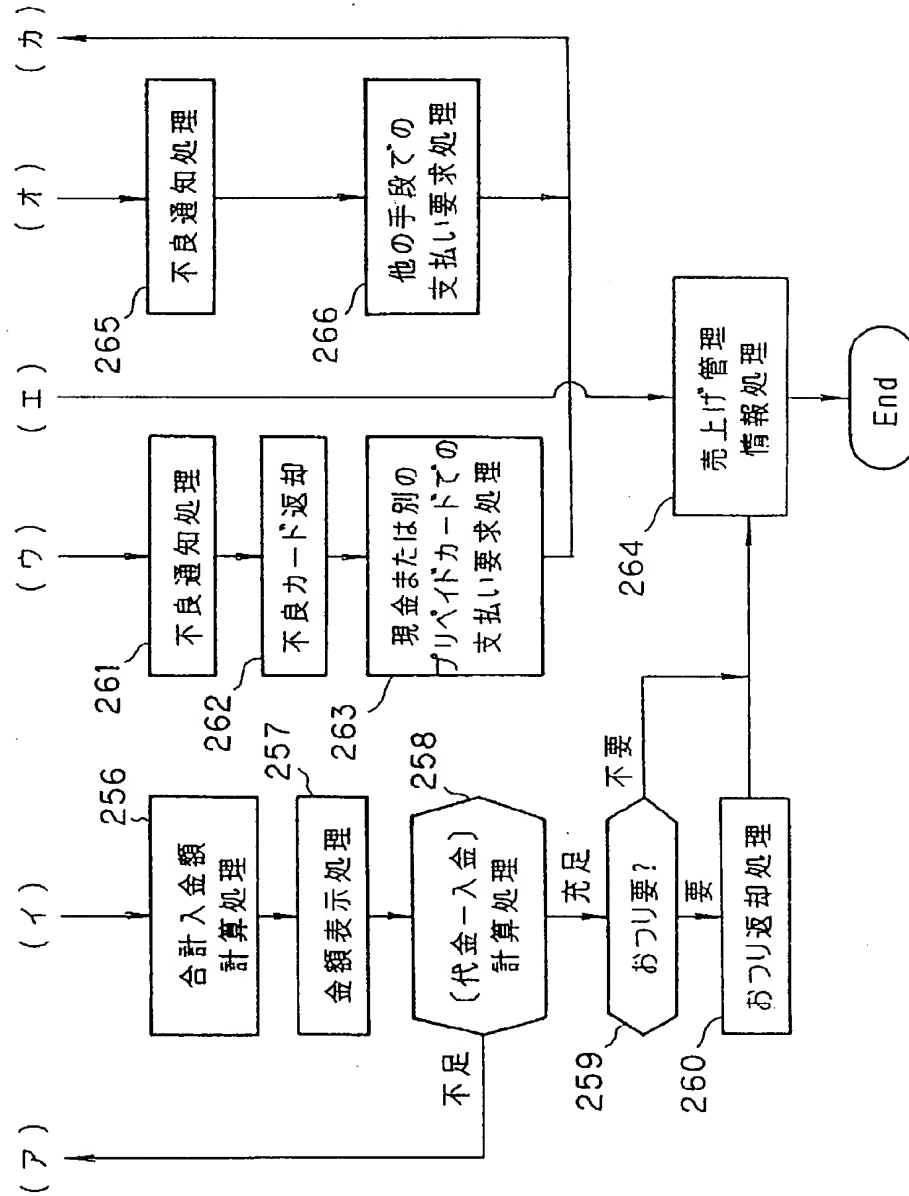 (ア)
(イ)
(ウ)
(エ)
(オ)
(カ)
256
合計入金額
計算処理
257
金額表示処理
258
(代金－入金)
計算処理
不足
充足
259
おつり要?
不要
要
260
おつり返却処理
261
不良通知処理
262
不良カード返却
263
現金または別の
プリペイドカードでの
支払い要求処理
264
売上げ管理
情報処理
End
265
不良通知処理
266
他の手段での
支払い要求処理